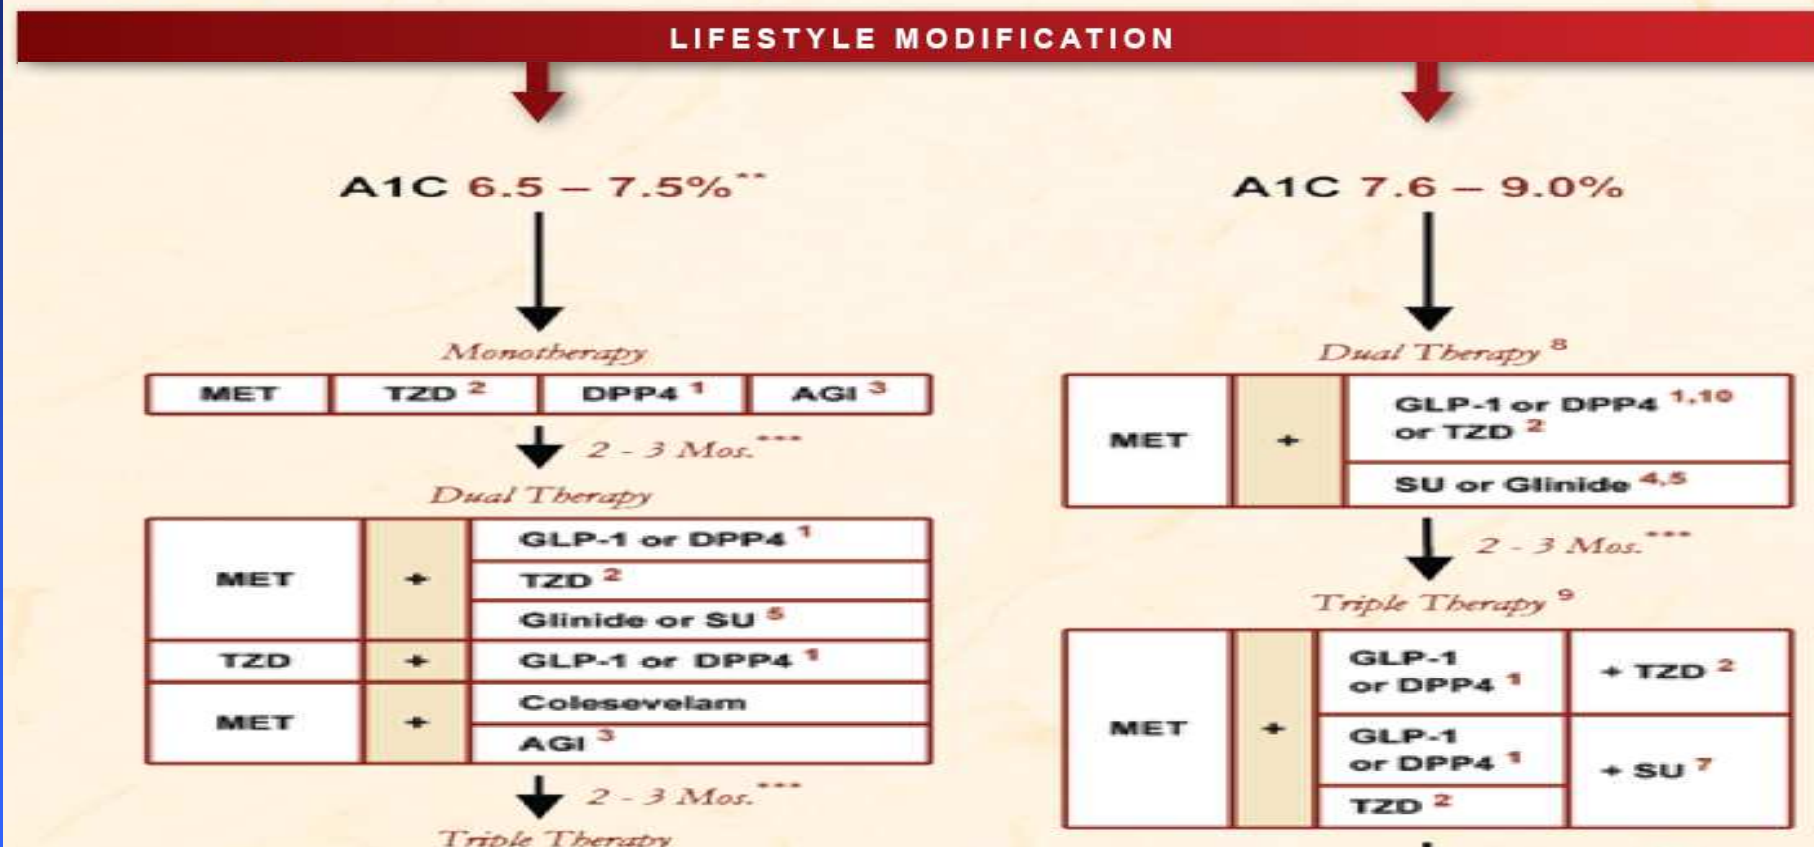 LIFESTYLE MODIFICATION
A1C 6.5 – 7.5%**
Monotherapy
MET TZD 2 DPP4 1 AGI 3
2 - 3 Mos.***
Dual Therapy
MET + GLP-1 or DPP4 1
TZD 2
Glinide or SU 5
TZD + GLP-1 or DPP4 1
MET + Colesevelam
AGI 3
2 - 3 Mos.***
Triple Therapy
A1C 7.6 – 9.0%
Dual Therapy 8
MET + GLP-1 or DPP4 1,10
or TZD 2
SU or Glinide 4,5
2 - 3 Mos.***
Triple Therapy 9
MET + GLP-1
or DPP4 1
+ TZD 2
GLP-1
or DPP4 1
+ SU 7
TZD 2